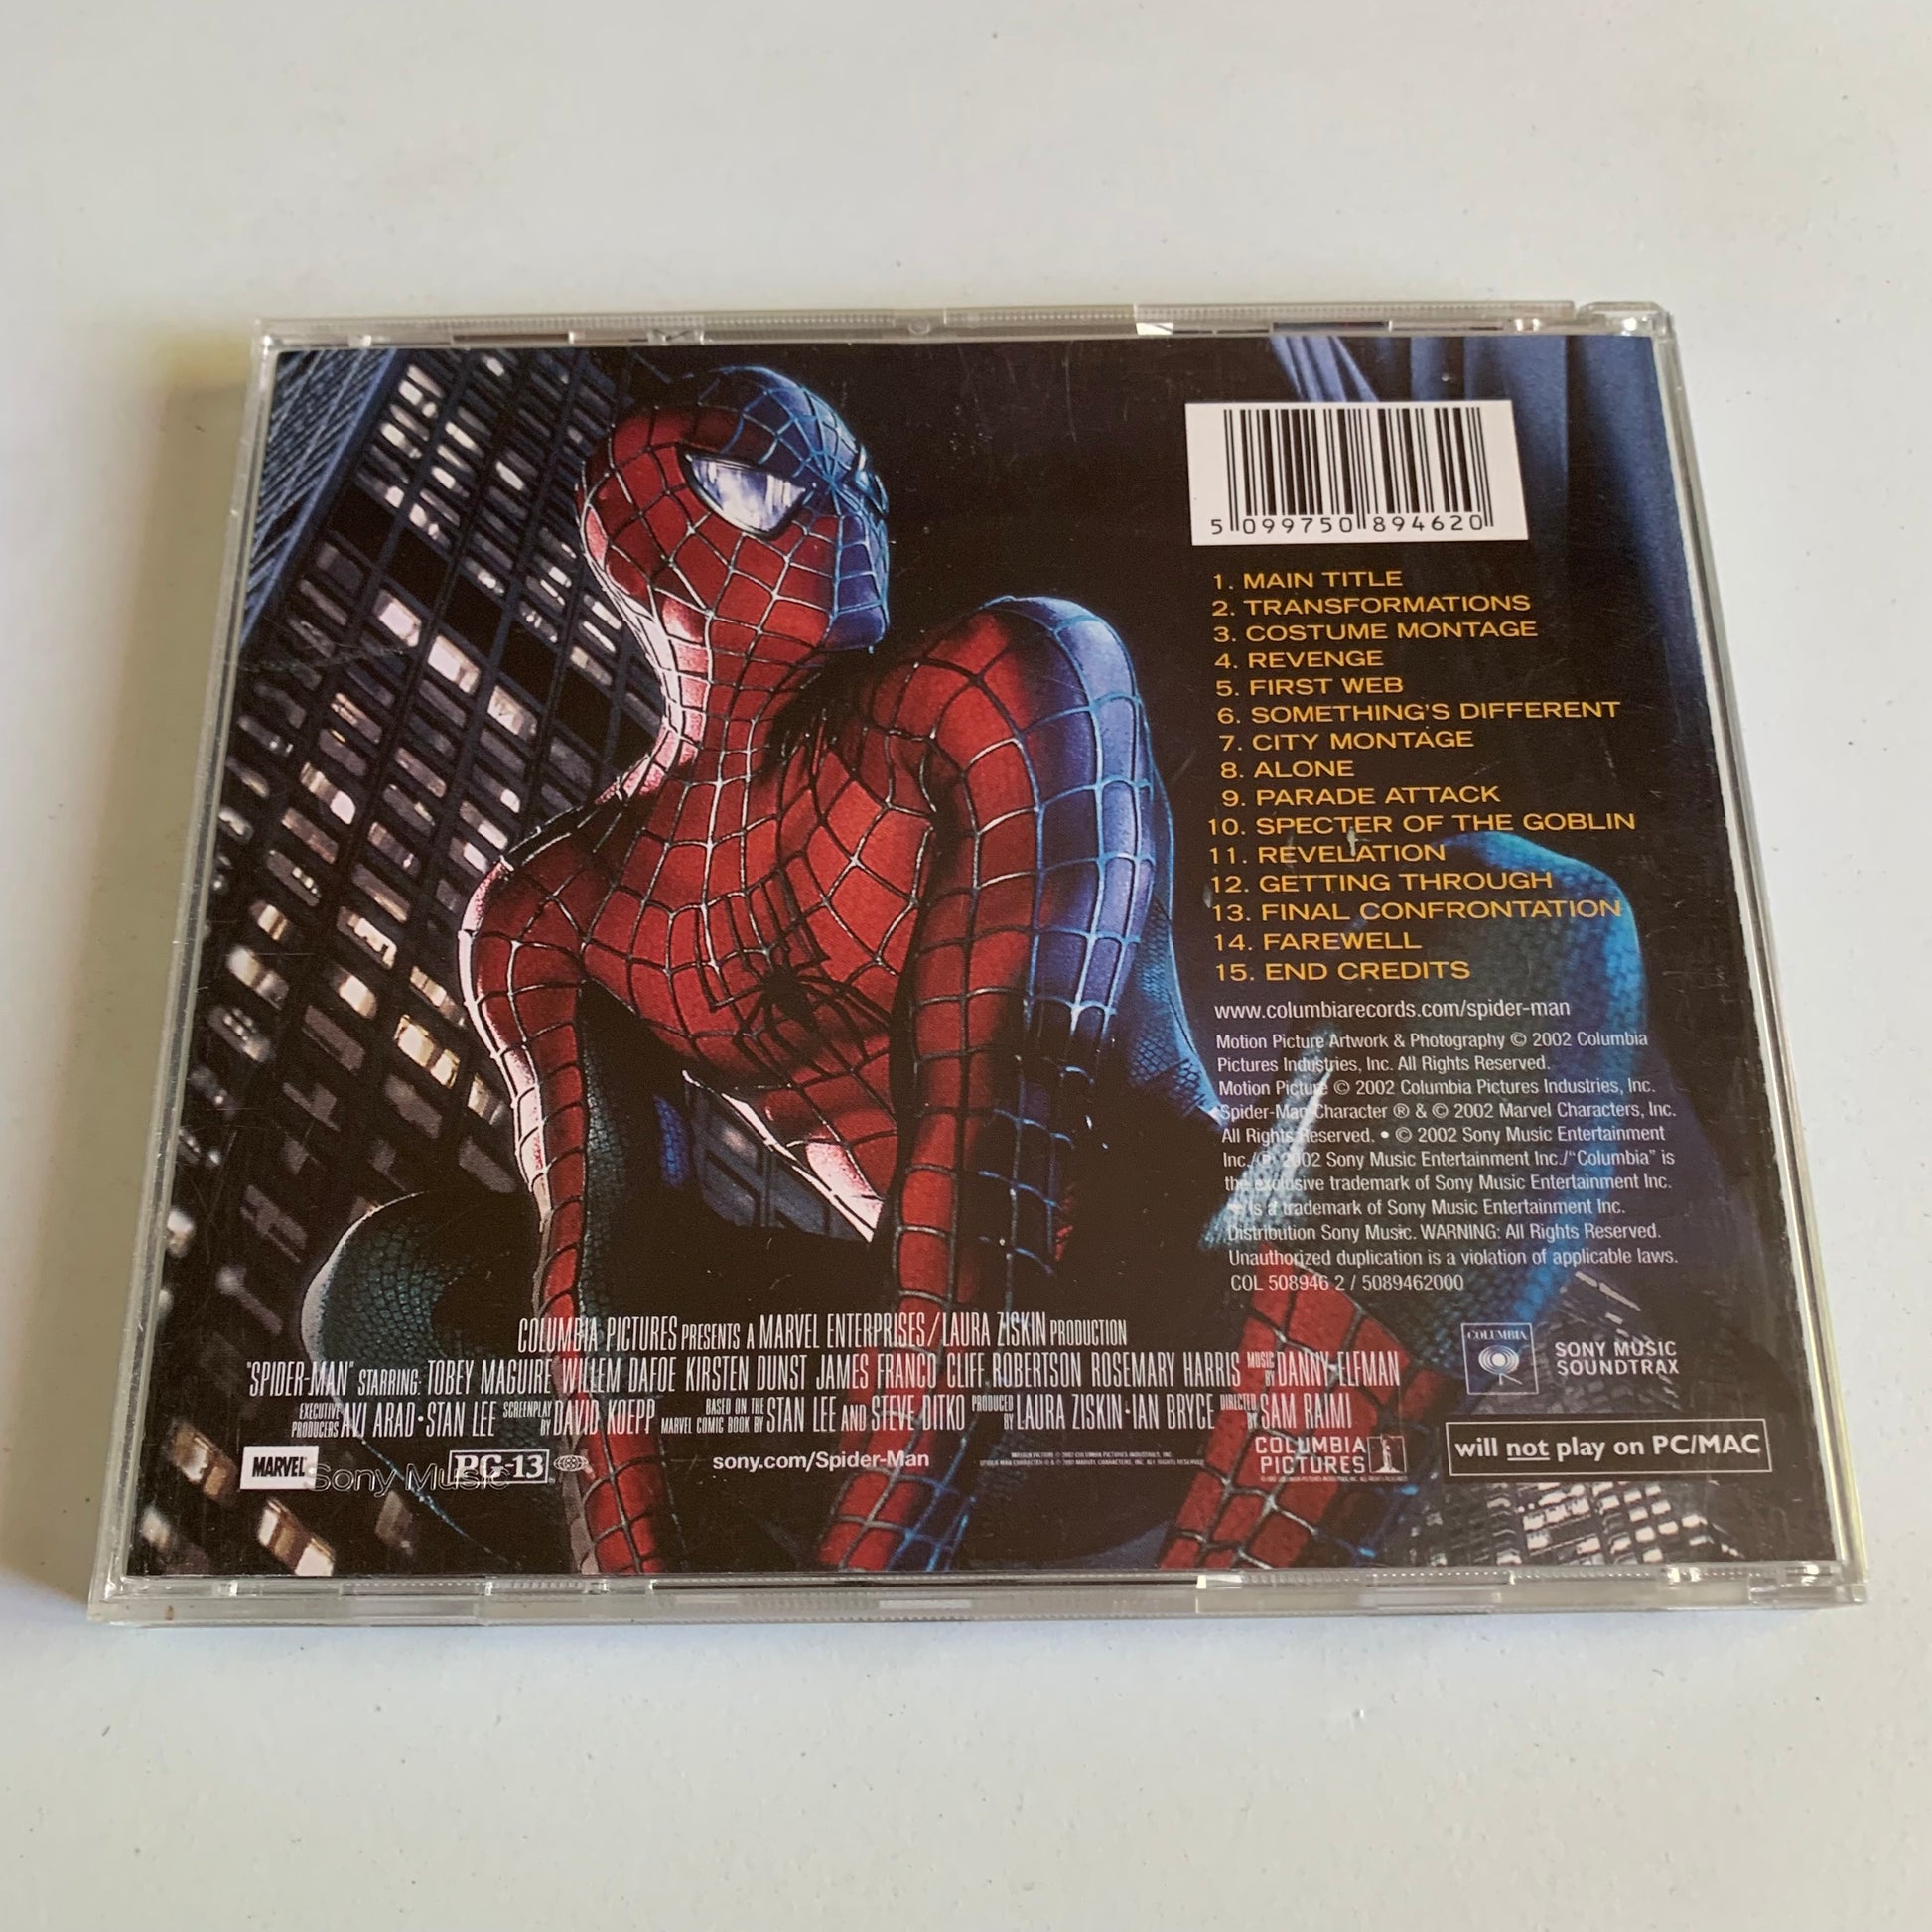 5 099750 894620
1. MAIN TITLE
2. TRANSFORMATIONS
3. COSTUME MONTAGE
4. REVENGE
5. FIRST WEB
6. SOMETHING'S DIFFERENT
7. CITY MONTAGE
8. ALONE
9. PARADE ATTACK
10. SPECTER OF THE GOBLIN
11. REVELATION
12. GETTING THROUGH
13. FINAL CONFRONTATION
14. FAREWELL
15. END CREDITS
www.columbiarecords.com/spider-man
Motion Picture Artwork & Photography © 2002 Columbia
Pictures Industries, Inc. All Rights Reserved.
Motion Picture © 2002 Columbia Pictures Industries, Inc.
Spider-Man Character ® & © 2002 Marvel Characters, Inc.
All Rights Reserved. • © 2002 Sony Music Entertainment
Inc./℗ 2002 Sony Music Entertainment Inc./“Columbia” is
the exclusive trademark of Sony Music Entertainment Inc.
is a trademark of Sony Music Entertainment Inc.
Distribution Sony Music. WARNING: All Rights Reserved.
Unauthorized duplication is a violation of applicable laws.
COL 508946 2 / 5089462000
COLUMBIA PICTURES PRESENTS A MARVEL ENTERPRISES/LAURA ZISKIN PRODUCTION
"SPIDER-MAN" STARRING: TOBEY MAGUIRE WILLEM DAFOE KIRSTEN DUNST JAMES FRANCO CLIFF ROBERTSON ROSEMARY HARRIS MUSIC BY DANNY ELFMAN
EXECUTIVE PRODUCERS AVI ARAD • STAN LEE SCREENPLAY BY DAVID KOEPP BASED ON THE MARVEL COMIC BOOK BY STAN LEE AND STEVE DITKO PRODUCED BY LAURA ZISKIN • IAN BRYCE DIRECTED BY SAM RAIMI
COLUMBIA
SONY MUSIC
SOUNDTRAX
MARVEL
Sony Music
PG-13
sony.com/Spider-Man
COLUMBIA
PICTURES
will not play on PC/MAC